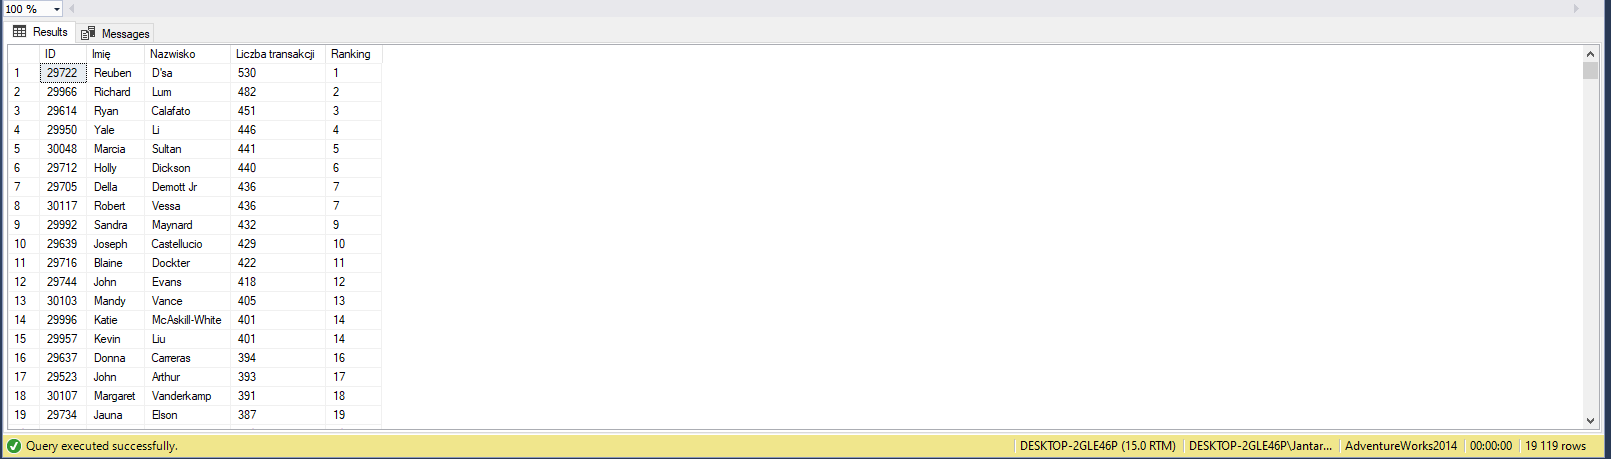 100 %
Results Messages
ID Imię Nazwisko Liczba transakcji Ranking
1 29722 Reuben D'sa 530 1
2 29966 Richard Lum 482 2
3 29614 Ryan Calafato 451 3
4 29950 Yale Li 446 4
5 30048 Marcia Sultan 441 5
6 29712 Holly Dickson 440 6
7 29705 Della Demott Jr 436 7
8 30117 Robert Vessa 436 7
9 29992 Sandra Maynard 432 9
10 29639 Joseph Castellucio 429 10
11 29716 Blaine Dockter 422 11
12 29744 John Evans 418 12
13 30103 Mandy Vance 405 13
14 29996 Katie McAskill-White 401 14
15 29957 Kevin Liu 401 14
16 29637 Donna Carreras 394 16
17 29523 John Arthur 393 17
18 30107 Margaret Vanderkamp 391 18
19 29734 Jauna Elson 387 19
Query executed successfully. DESKTOP-2GLE46P (15.0 RTM) DESKTOP-2GLE46P\Jantar... AdventureWorks2014 00:00:00 19 119 rows